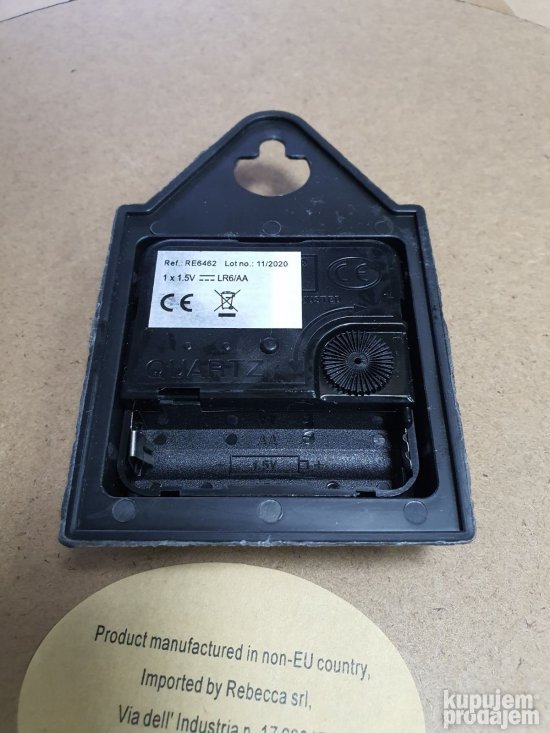 Ref.: RE6462 Lot no.: 11/2020
1 x 1.5V LR6/AA
CE
CE
QUARTZ
AA
- 1.5V +
Product manufactured in non-EU country,
Imported by Rebecca srl,
Via dell' Industria n. 17
kupujem
prodajem